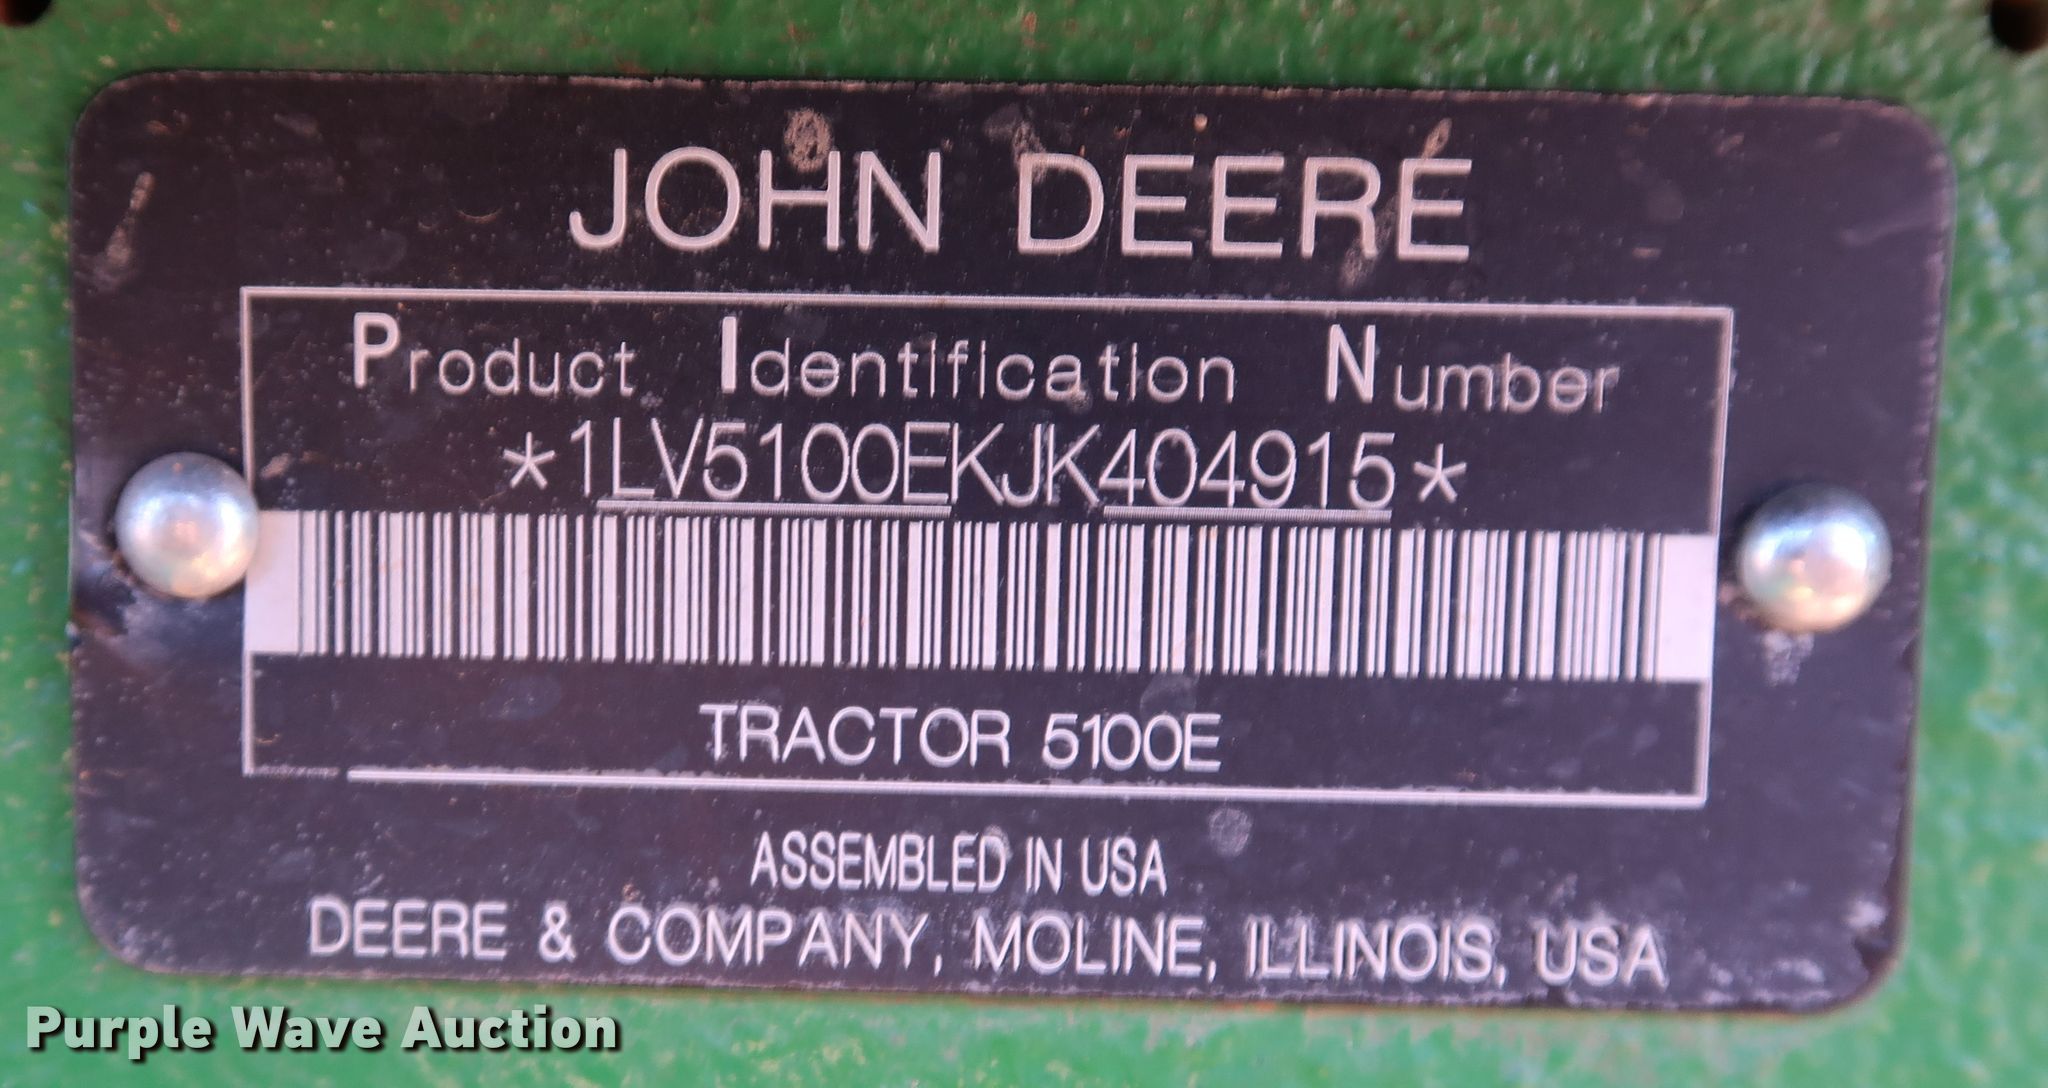 JOHN DEERE
Product Identification Number
*1LV5100EKJK404915*
TRACTOR 5100E
ASSEMBLED IN USA
DEERE & COMPANY, MOLINE, ILLINOIS, USA
Purple Wave Auction